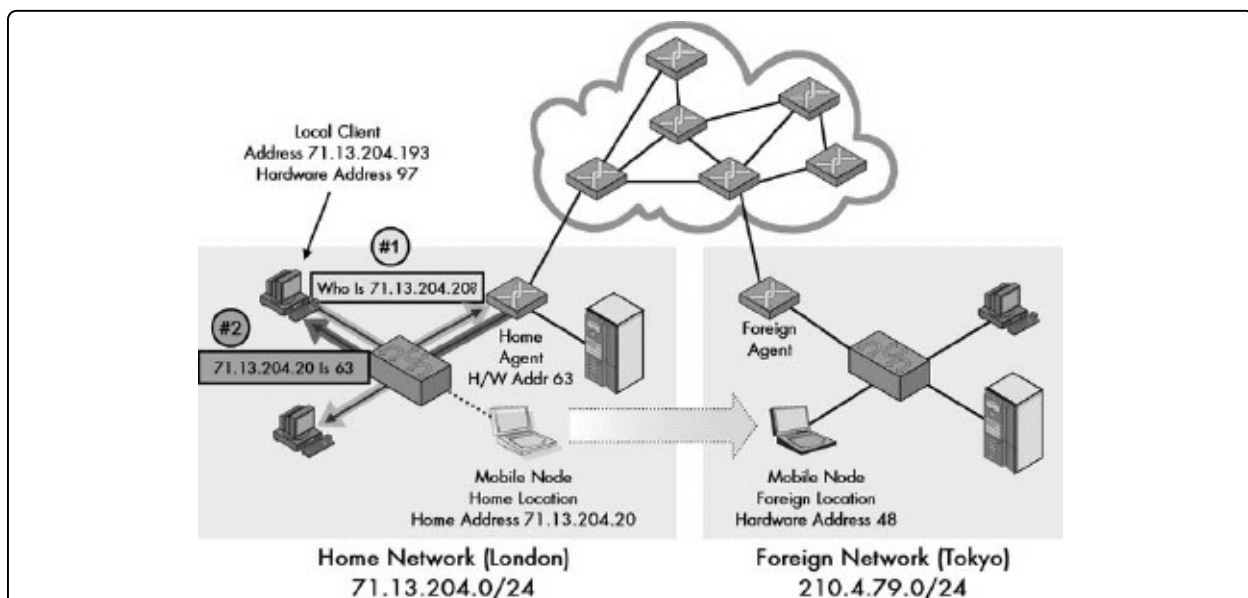 Local Client
Address 71.13.204.193
Hardware Address 97
#1
Who Is 71.13.204.20?
#2
71.13.204.20 Is 63
Home
Agent
H/W Addr 63
Foreign
Agent
Mobile Node
Home Location
Home Address 71.13.204.20
Mobile Node
Foreign Location
Hardware Address 48
Home Network (London)
71.13.204.0/24
Foreign Network (Tokyo)
210.4.79.0/24